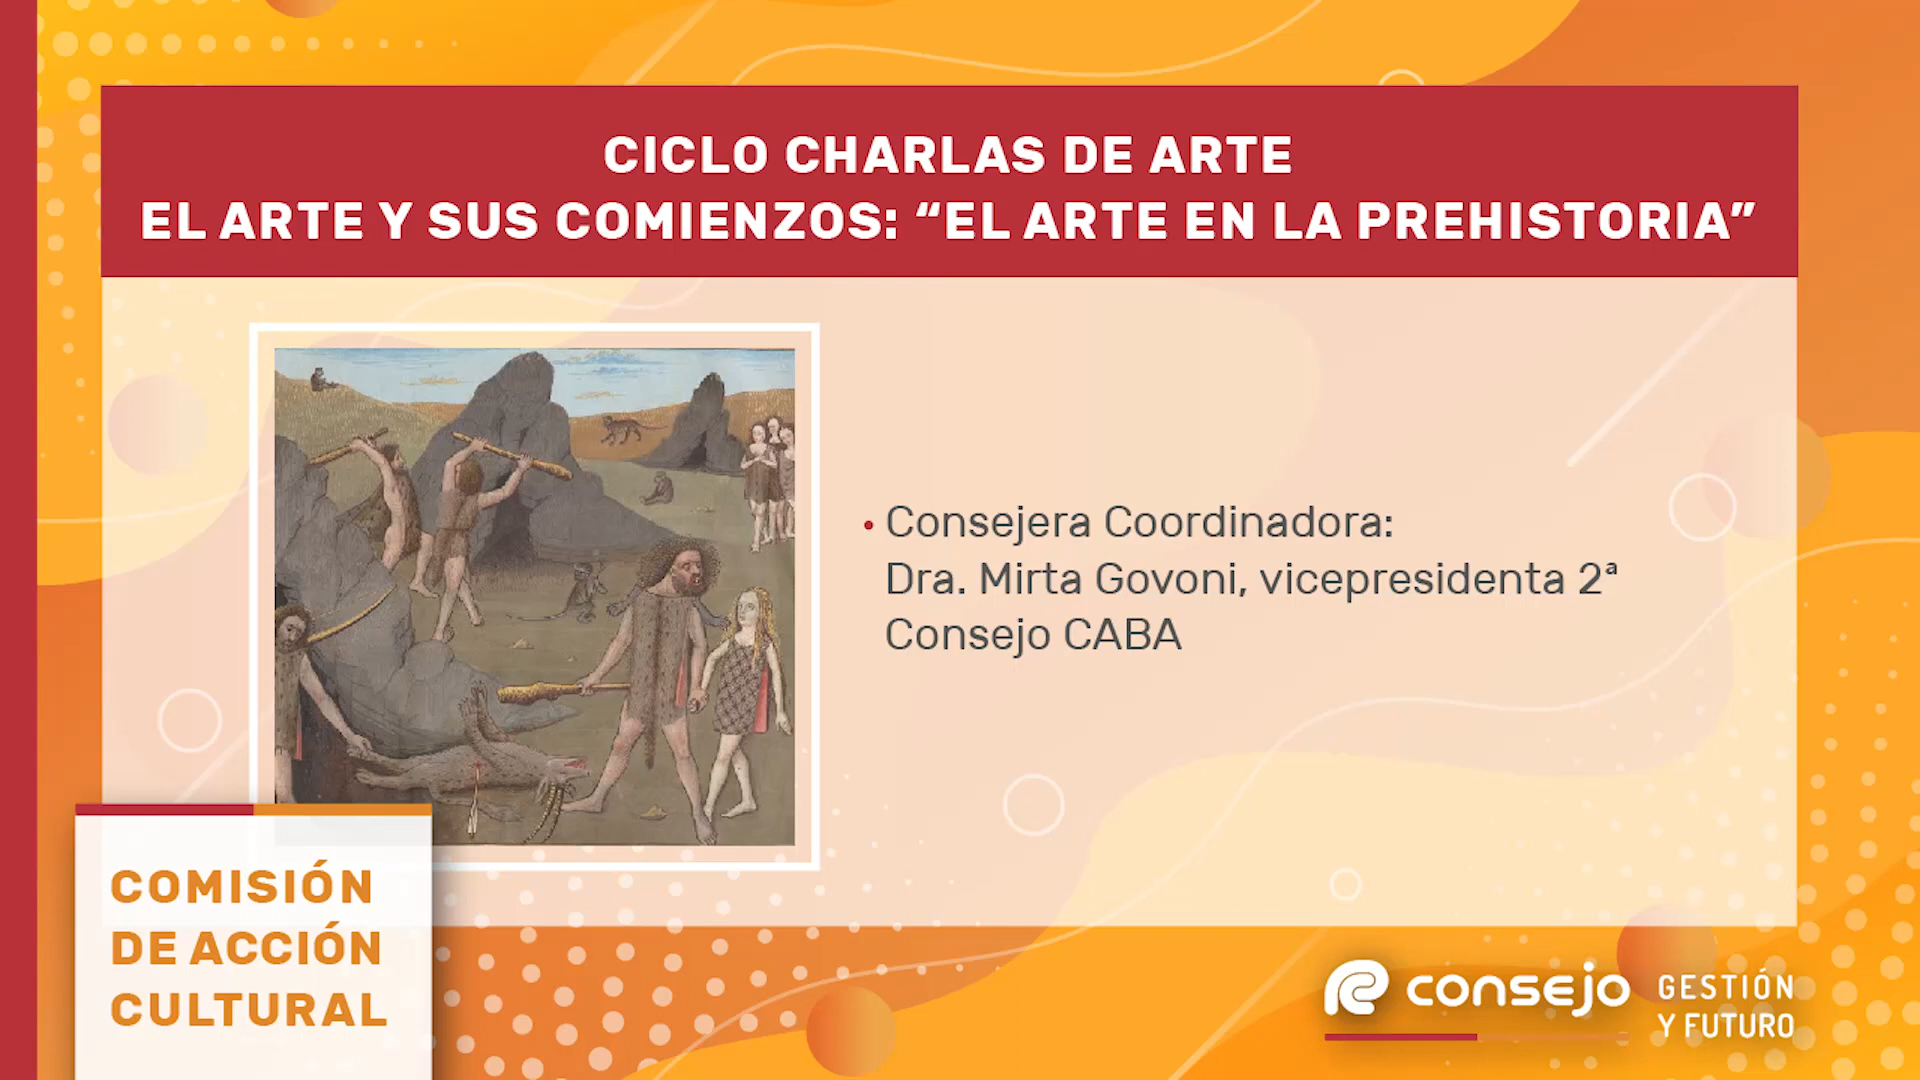 CICLO CHARLAS DE ARTE
EL ARTE Y SUS COMIENZOS: “EL ARTE EN LA PREHISTORIA”
• Consejera Coordinadora:
Dra. Mirta Govoni, vicepresidenta 2ª
Consejo CABA
COMISIÓN
DE ACCIÓN
CULTURAL
consejo
GESTIÓN
Y FUTURO